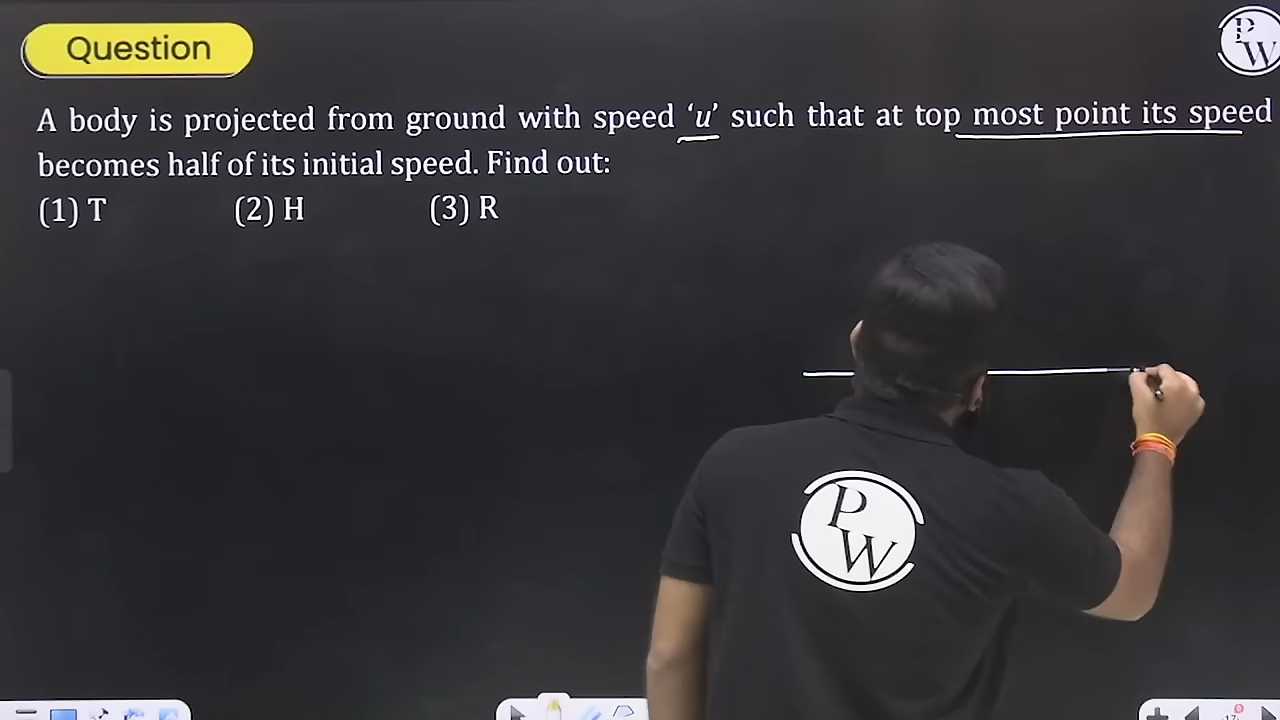 Question
P
W
A body is projected from ground with speed ‘u’ such that at top most point its speed
becomes half of its initial speed. Find out:
(1) T (2) H (3) R
P
W